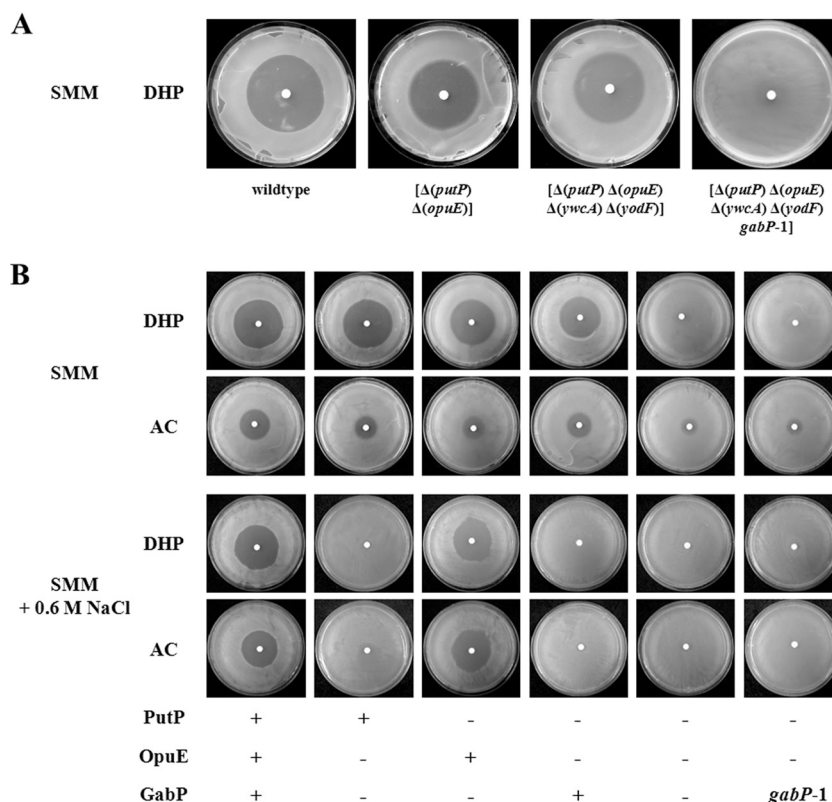 A
SMM DHP
wildtype
[Δ(putP)
Δ(opuE)]
[Δ(putP) Δ(opuE)
Δ(ywcA) Δ(yodF)]
[Δ(putP) Δ(opuE)
Δ(ywcA) Δ(yodF)
gabP-1]
B
SMM
DHP
AC
SMM
+ 0.6 M NaCl
DHP
AC
PutP + + - - - -
OpuE + - + - - -
GabP + - - + - gabP-1